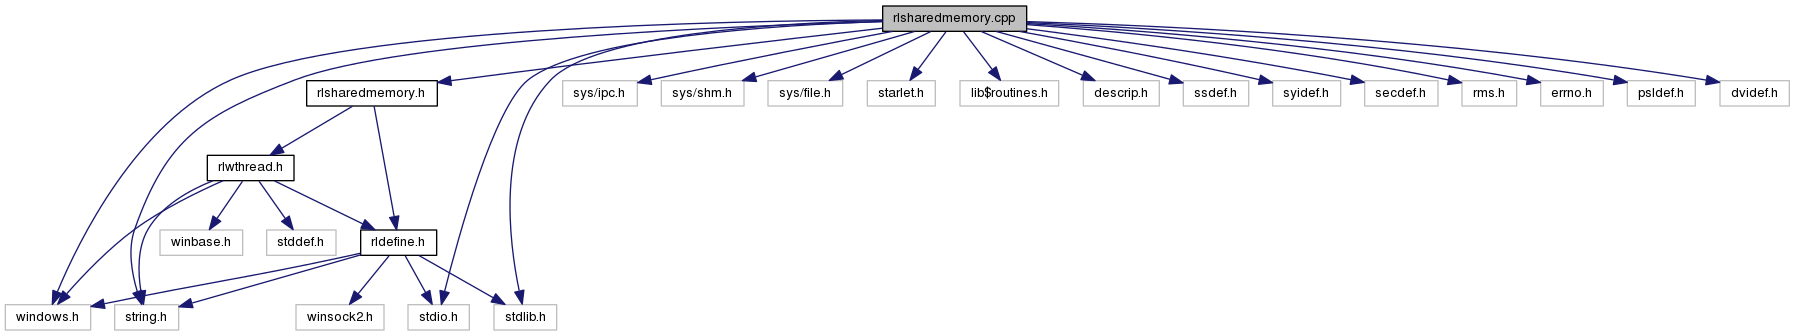 rlsharedmemory.cpp
rlsharedmemory.h
sys/ipc.h
sys/shm.h
sys/file.h
starlet.h
lib$routines.h
descrip.h
ssdef.h
syidef.h
secdef.h
rms.h
errno.h
psldef.h
dvidef.h
rlwthread.h
winbase.h
stddef.h
rldefine.h
windows.h
string.h
winsock2.h
stdio.h
stdlib.h